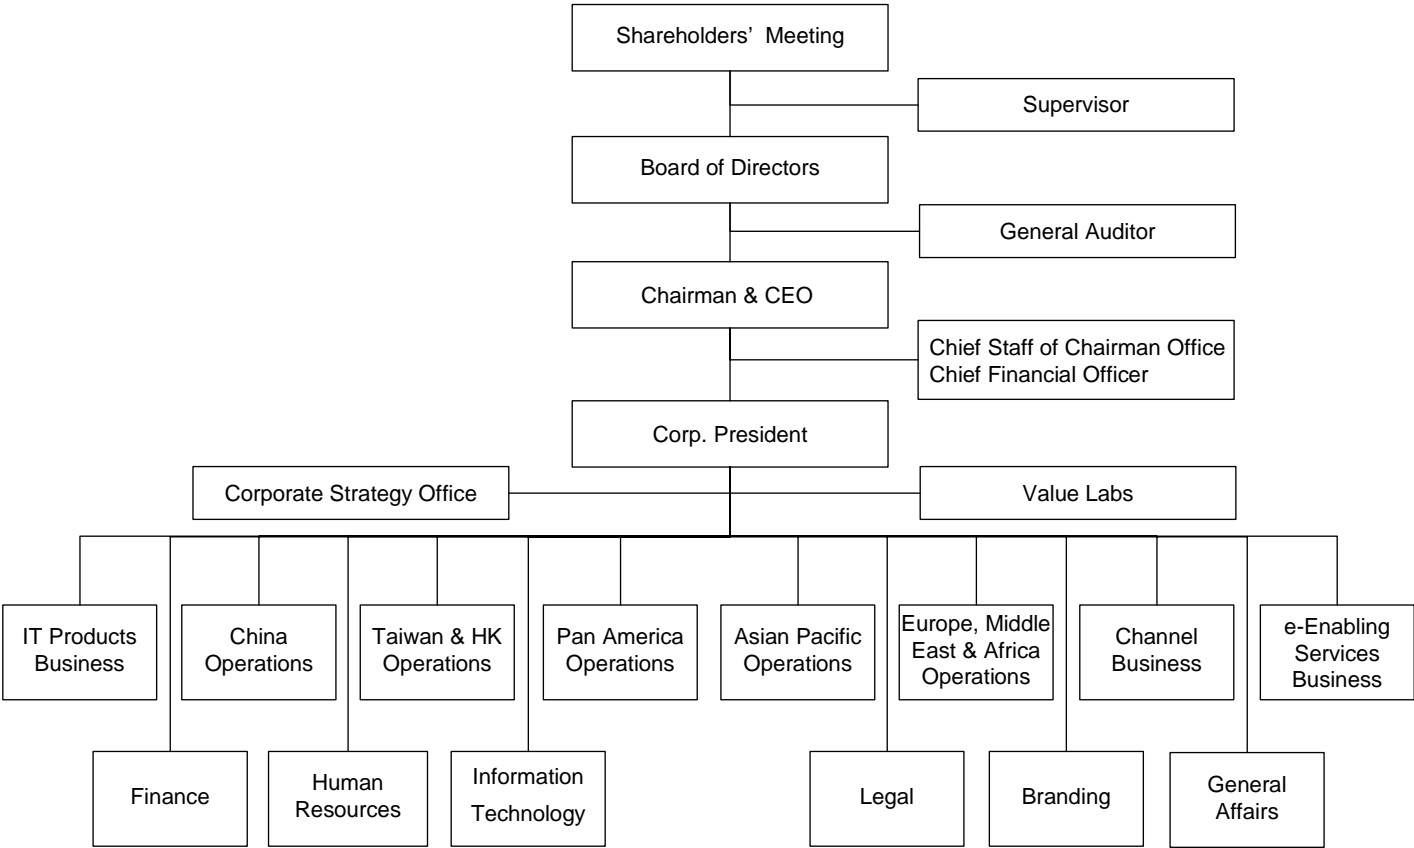 Shareholders’ Meeting
Supervisor
Board of Directors
General Auditor
Chairman & CEO
Chief Staff of Chairman Office
Chief Financial Officer
Corp. President
Corporate Strategy Office
Value Labs
IT Products
Business
China
Operations
Taiwan & HK
Operations
Pan America
Operations
Asian Pacific
Operations
Europe, Middle
East & Africa
Operations
Channel
Business
e-Enabling
Services
Business
Finance
Human
Resources
Information
Technology
Legal
Branding
General
Affairs